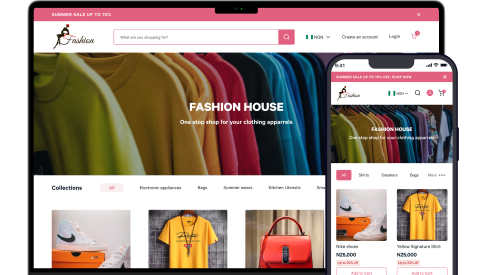 SUMMER SALE UP TO 70%
Fashion
What are you shopping for?
NGN
Create an account
Login
FASHION HOUSE
One stop shop for your clothing apparrels
Collections
All
Electronic appliances
Bags
Summer wears
Kitchen Utensils
9:41
SUMMER SALE UP TO 70% OFF. SHOP NOW
Fashion
NGN
FASHION HOUSE
One stop shop for your clothing apparrels
All
Shirts
Sneakers
Bags
More
Nike shoes
₦25,000
Up to 20% off
Add to Cart
Yellow Signature Shirt
₦25,000
Add to Cart